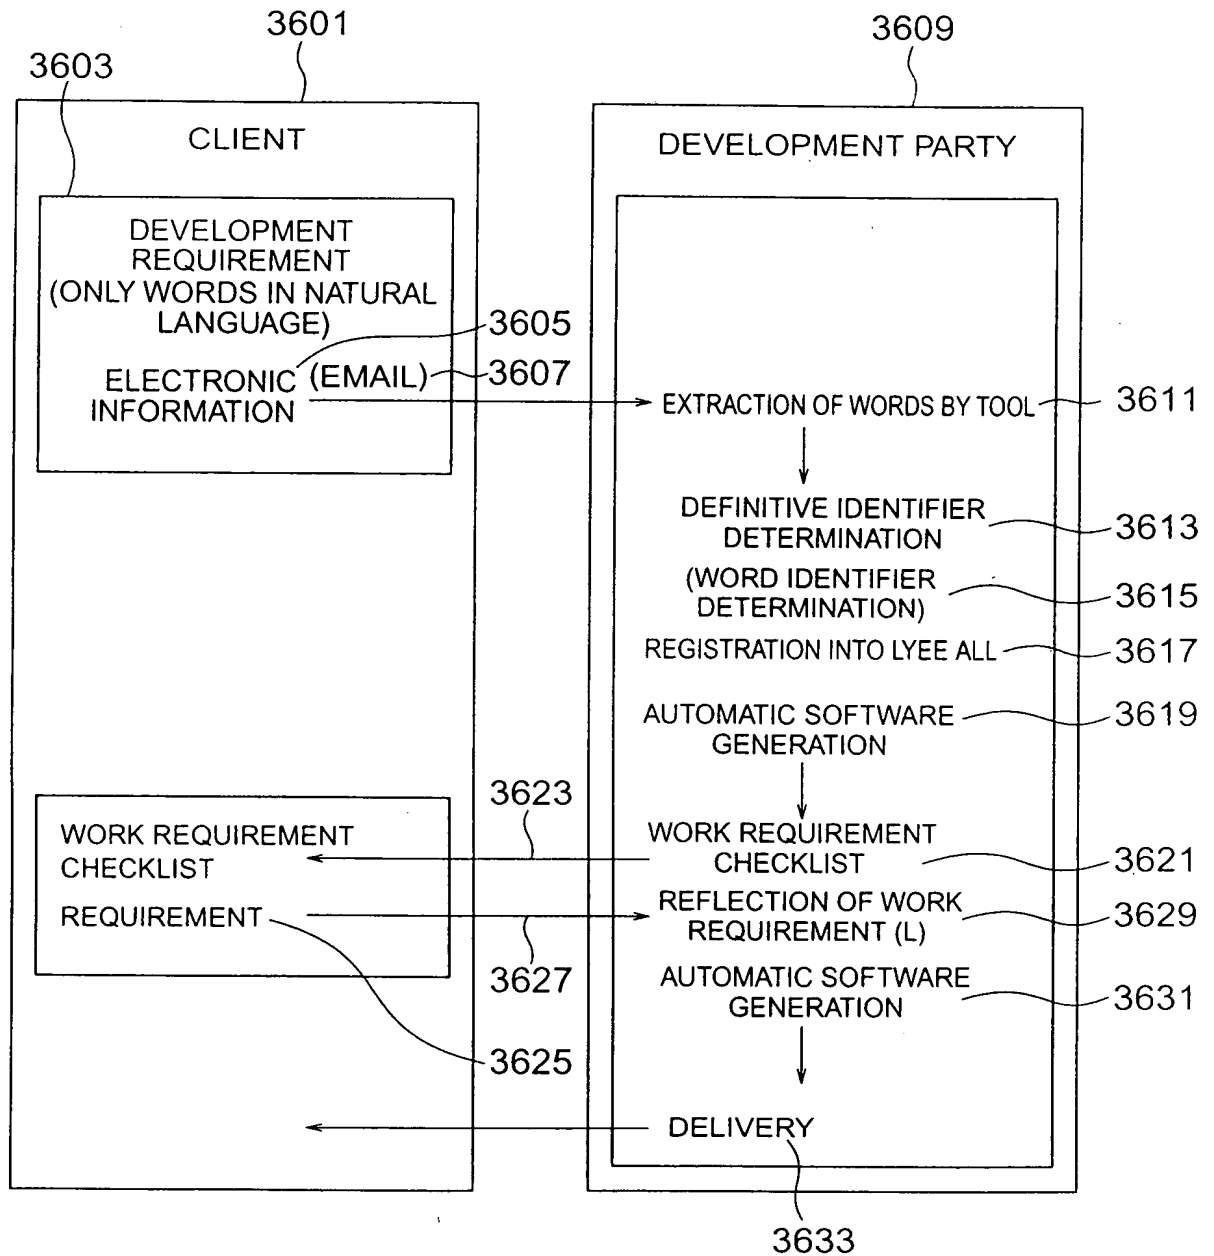 3601
3609
3603
CLIENT
DEVELOPMENT PARTY
DEVELOPMENT
REQUIREMENT
(ONLY WORDS IN NATURAL
LANGUAGE)
3605
ELECTRONIC (EMAIL) 3607
INFORMATION
EXTRACTION OF WORDS BY TOOL 3611
DEFINITIVE IDENTIFIER
DETERMINATION
3613
(WORD IDENTIFIER
DETERMINATION)
3615
REGISTRATION INTO LYEE ALL 3617
AUTOMATIC SOFTWARE
GENERATION
3619
3623
WORK REQUIREMENT
CHECKLIST
WORK REQUIREMENT
CHECKLIST
3621
REQUIREMENT
REFLECTION OF WORK
REQUIREMENT (L)
3629
3627
AUTOMATIC SOFTWARE
GENERATION
3631
3625
DELIVERY
3633